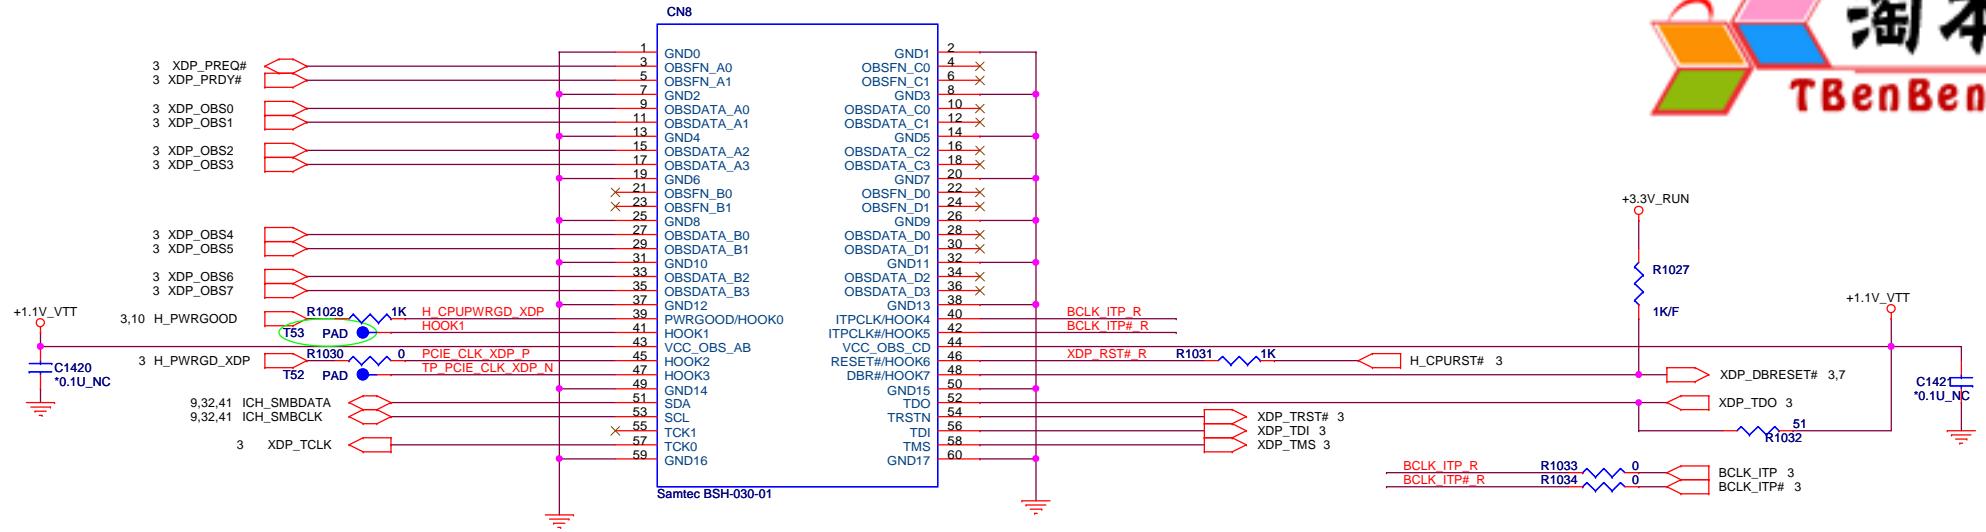 CN8
淘本
TBenBen
1 GND0 GND1 2
3 XDP_PREQ# 3 OBSFN_A0 OBSFN_C0 4
3 XDP_PRDY# 5 OBSFN_A1 OBSFN_C1 6
7 GND2 GND3 8
3 XDP_OBS0 9 OBSDATA_A0 OBSDATA_C0 10
3 XDP_OBS1 11 OBSDATA_A1 OBSDATA_C1 12
13 GND4 GND5 14
3 XDP_OBS2 15 OBSDATA_A2 OBSDATA_C2 16
3 XDP_OBS3 17 OBSDATA_A3 OBSDATA_C3 18
19 GND6 GND7 20
21 OBSFN_B0 OBSFN_D0 22
23 OBSFN_B1 OBSFN_D1 24
+3.3V_RUN
25 GND8 GND9 26
3 XDP_OBS4 27 OBSDATA_B0 OBSDATA_D0 28
3 XDP_OBS5 29 OBSDATA_B1 OBSDATA_D1 30
31 GND10 GND11 32
R1027
3 XDP_OBS6 33 OBSDATA_B2 OBSDATA_D2 34
3 XDP_OBS7 35 OBSDATA_B3 OBSDATA_D3 36
+1.1V_VTT
37 GND12 GND13 38
+1.1V_VTT
1K/F
3,10 H_PWRGOOD R1028 1K H_CPUPWRGD_XDP 39 PWRGOOD/HOOK0 ITPCLK/HOOK4 40 BCLK_ITP_R
T53 PAD HOOK1 41 HOOK1 ITPCLK#/HOOK5 42 BCLK_ITP#_R
43 VCC_OBS_AB VCC_OBS_CD 44
3 H_PWRGD_XDP R1030 0 PCIE_CLK_XDP_P 45 HOOK2 RESET#/HOOK6 46 XDP_RST#_R R1031 1K H_CPURST# 3
C1420
*0.1U_NC
T52 PAD TP_PCIE_CLK_XDP_N 47 HOOK3 DBR#/HOOK7 48 XDP_DBRESET# 3,7
C1421
*0.1U_NC
49 GND14 GND15 50
9,32,41 ICH_SMBDATA 51 SDA TDO 52 XDP_TDO 3
9,32,41 ICH_SMBCLK 53 SCL TRSTN 54 XDP_TRST# 3
51
R1032
55 TCK1 TDI 56 XDP_TDI 3
3 XDP_TCLK 57 TCK0 TMS 58 XDP_TMS 3
59 GND16 GND17 60
BCLK_ITP_R R1033 0 BCLK_ITP 3
BCLK_ITP#_R R1034 0 BCLK_ITP# 3
Samtec BSH-030-01